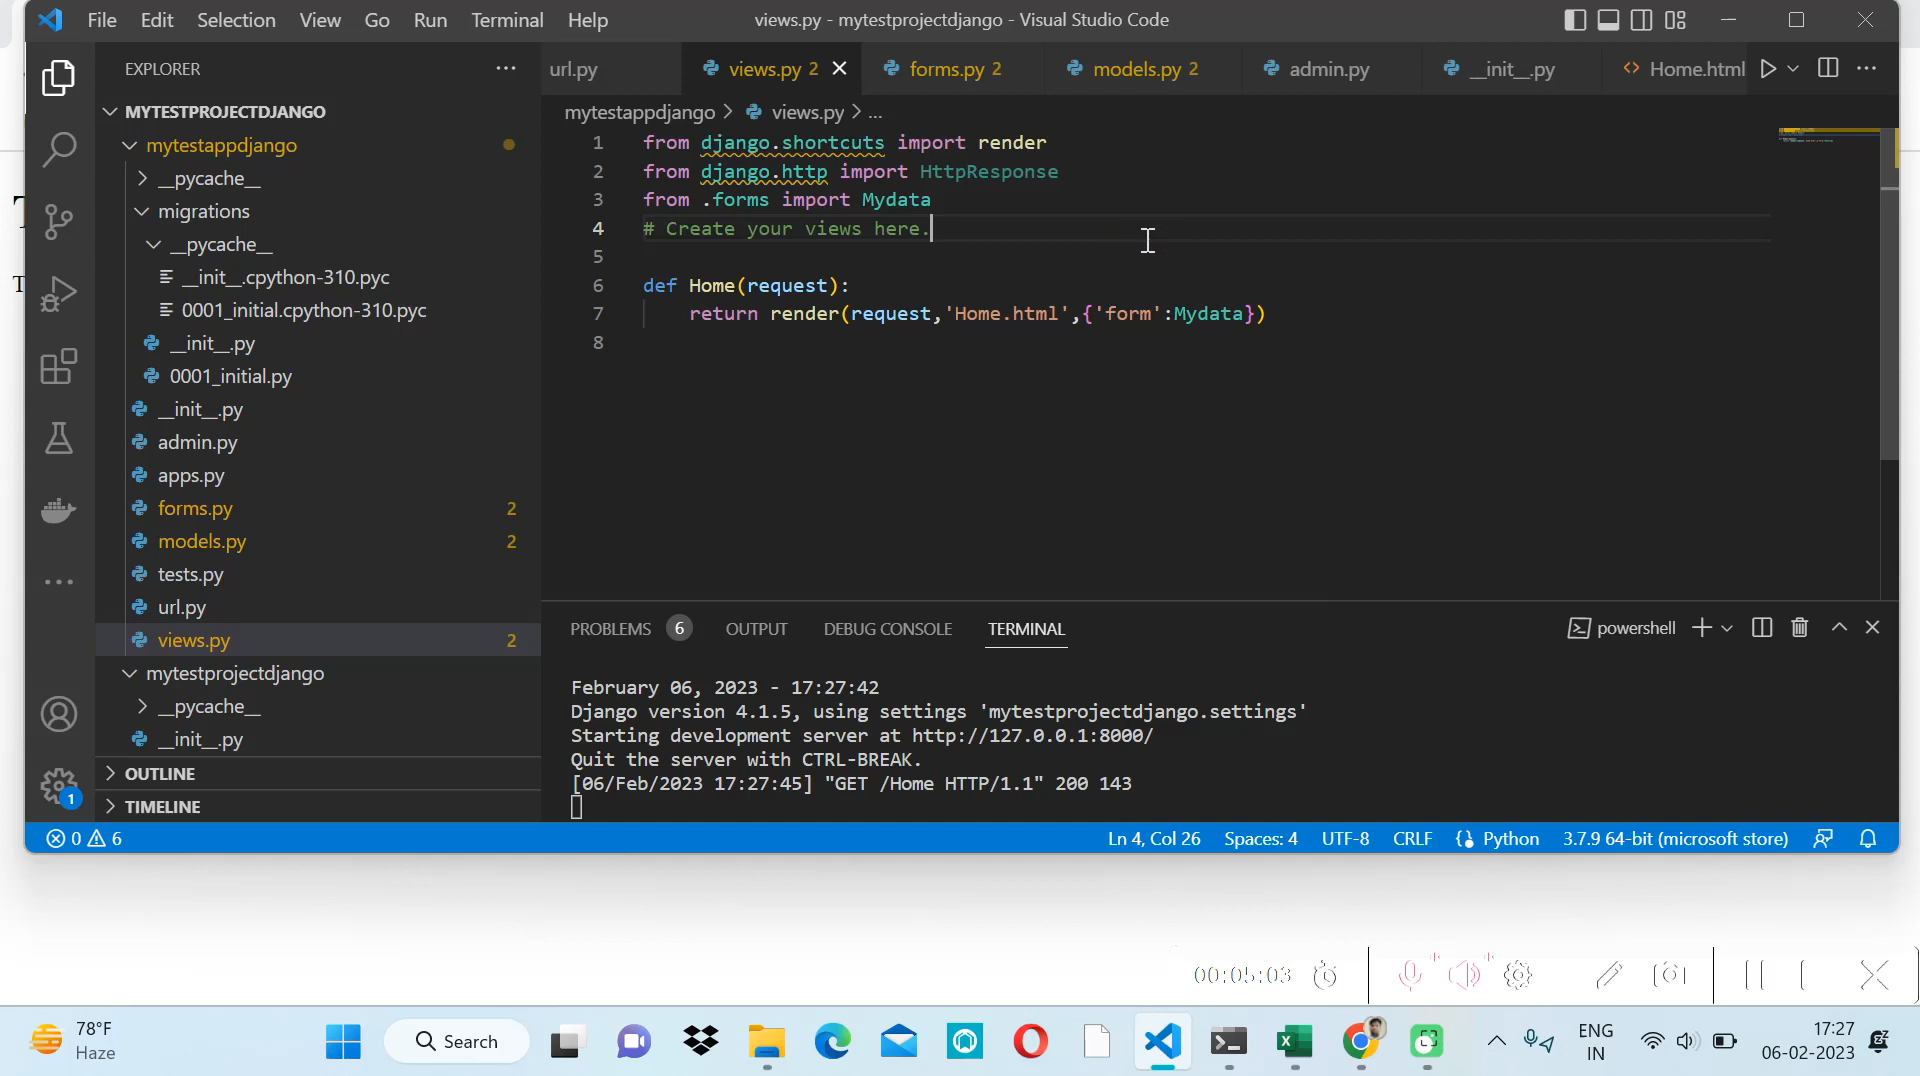 File Edit Selection View Go Run Terminal Help
views.py - mytestprojectdjango - Visual Studio Code
EXPLORER
MYTESTPROJECTDJANGO
mytestappdjango
__pycache__
migrations
__pycache__
__init__.cpython-310.pyc
0001_initial.cpython-310.pyc
__init__.py
0001_initial.py
__init__.py
admin.py
apps.py
forms.py 2
models.py 2
tests.py
url.py
views.py 2
mytestprojectdjango
__pycache__
__init__.py
OUTLINE
TIMELINE
url.py views.py 2 forms.py 2 models.py 2 admin.py __init__.py Home.html
mytestappdjango > views.py > ...
1 from django.shortcuts import render
2 from django.http import HttpResponse
3 from .forms import Mydata
4 # Create your views here.
5
6 def Home(request):
7 return render(request,'Home.html',{'form':Mydata})
8
PROBLEMS 6 OUTPUT DEBUG CONSOLE TERMINAL
powershell
February 06, 2023 - 17:27:42
Django version 4.1.5, using settings 'mytestprojectdjango.settings'
Starting development server at http://127.0.0.1:8000/
Quit the server with CTRL-BREAK.
[06/Feb/2023 17:27:45] "GET /Home HTTP/1.1" 200 143
1
0 6
Ln 4, Col 26 Spaces: 4 UTF-8 CRLF Python 3.7.9 64-bit (microsoft store)
00:05:03
78°F
Haze
Search
ENG
IN
17:27
06-02-2023